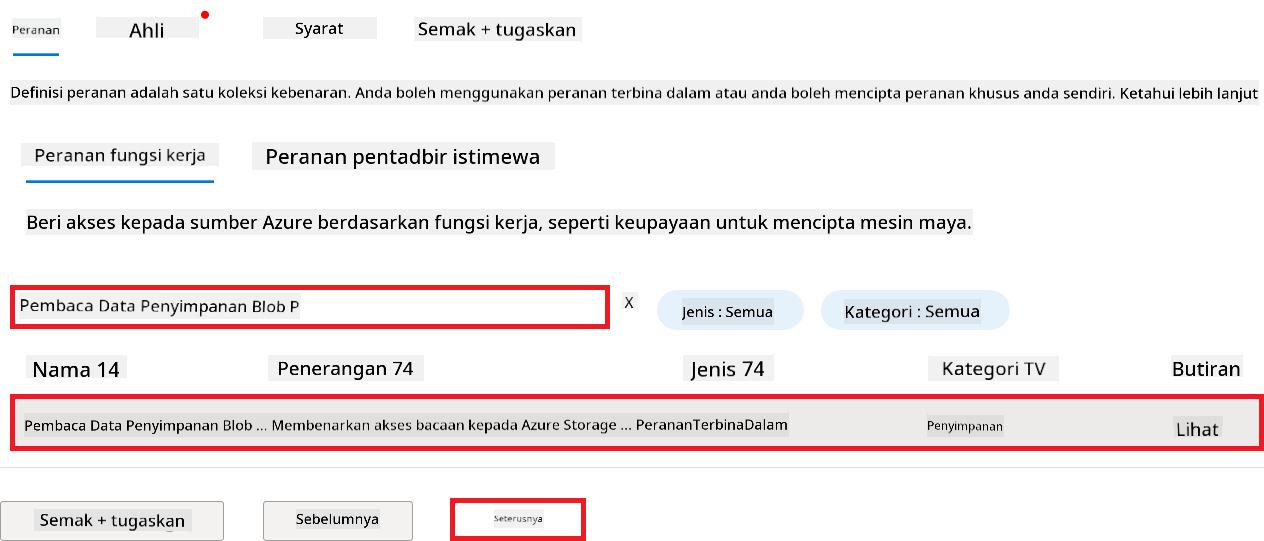 Peranan Ahli Syarat Semak + tugaskan
Definisi peranan adalah satu koleksi kebenaran. Anda boleh menggunakan peranan terbina dalam atau anda boleh mencipta peranan khusus anda sendiri. Ketahui lebih lanjut
Peranan fungsi kerja Peranan pentadbir istimewa
Beri akses kepada sumber Azure berdasarkan fungsi kerja, seperti keupayaan untuk mencipta mesin maya.
Pembaca Data Penyimpanan Blob P X Jenis : Semua Kategori : Semua
Nama 14 Penerangan 74 Jenis 74 Kategori TV Butiran
Pembaca Data Penyimpanan Blob ... Membenarkan akses bacaan kepada Azure Storage ... PerananTerbinaDalam Penyimpanan Lihat
Semak + tugaskan Sebelumnya Seterusnya